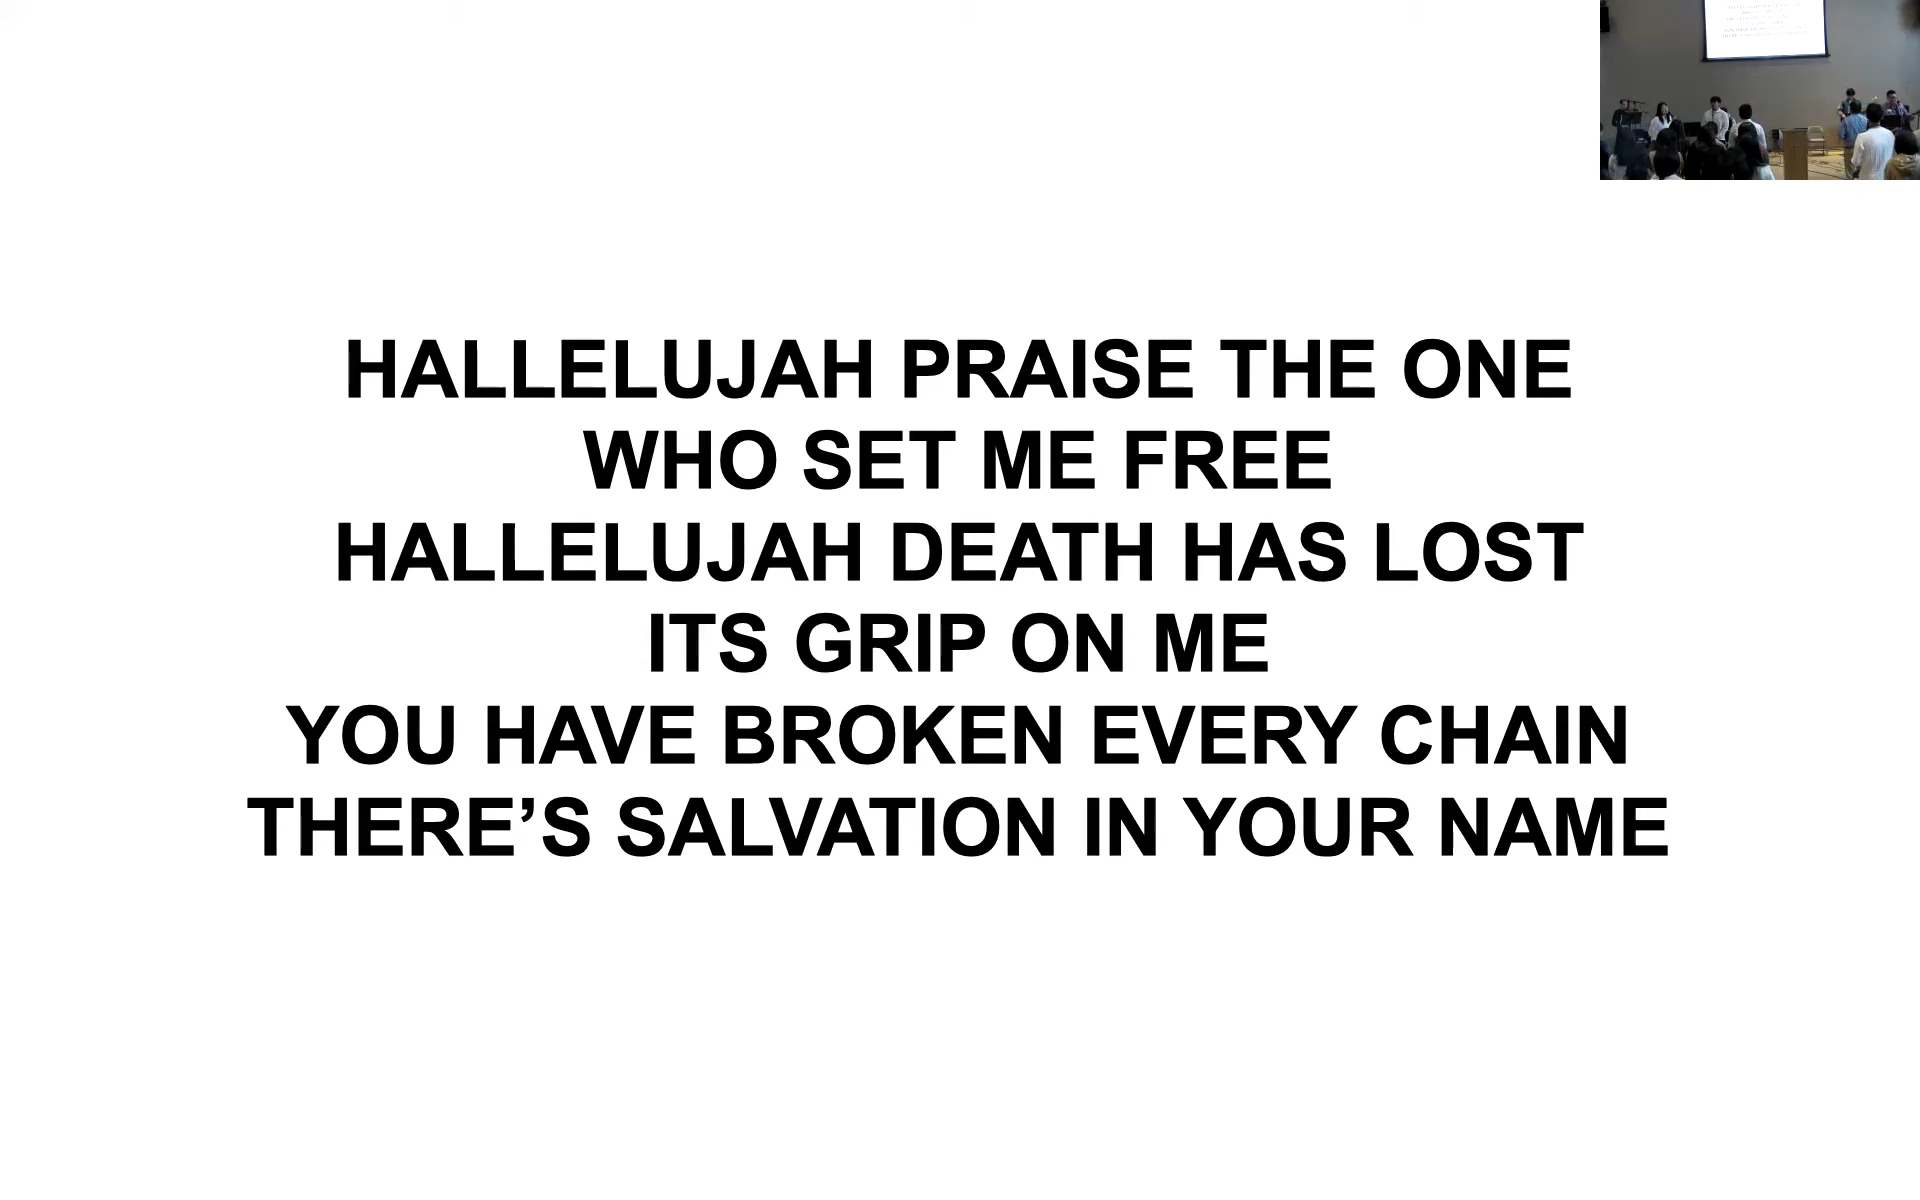 HALLELUJAH PRAISE THE ONE
WHO SET ME FREE
HALLELUJAH DEATH HAS LOST
ITS GRIP ON ME
YOU HAVE BROKEN EVERY CHAIN
THERE’S SALVATION IN YOUR NAME